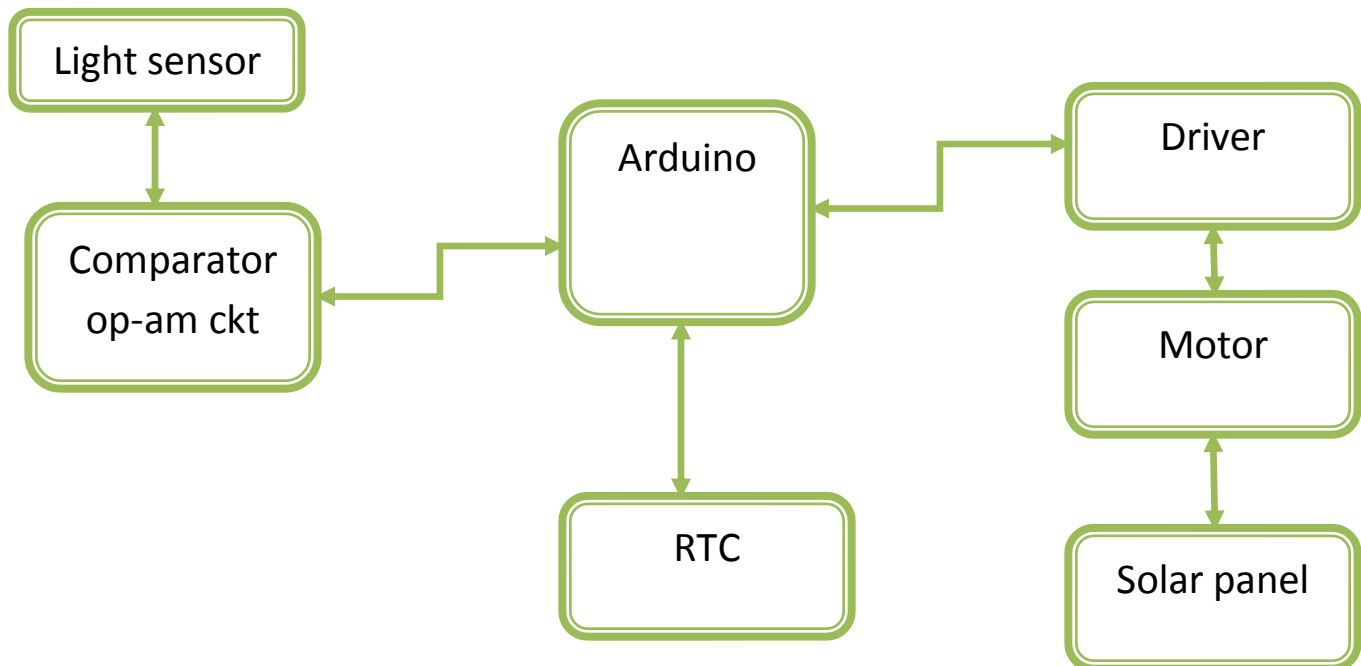 Light sensor
Comparator
op-am ckt
Arduino
RTC
Driver
Motor
Solar panel